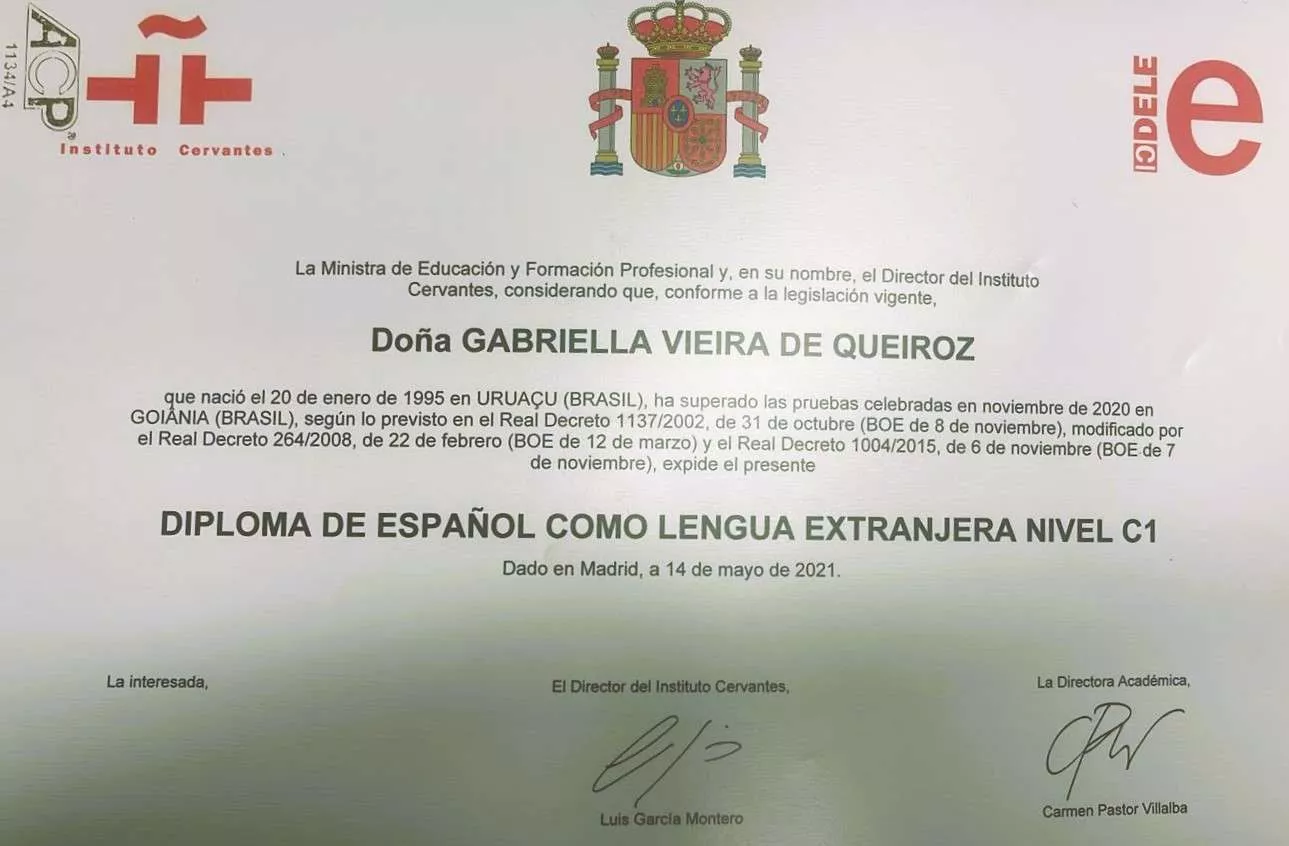 ACP
1134/A4
Instituto Cervantes
DELE
e
La Ministra de Educación y Formación Profesional y, en su nombre, el Director del Instituto
Cervantes, considerando que, conforme a la legislación vigente,
Doña GABRIELLA VIEIRA DE QUEIROZ
que nació el 20 de enero de 1995 en URUAÇU (BRASIL), ha superado las pruebas celebradas en noviembre de 2020 en
GOIÂNIA (BRASIL), según lo previsto en el Real Decreto 1137/2002, de 31 de octubre (BOE de 8 de noviembre), modificado por
el Real Decreto 264/2008, de 22 de febrero (BOE de 12 de marzo) y el Real Decreto 1004/2015, de 6 de noviembre (BOE de 7
de noviembre), expide el presente
DIPLOMA DE ESPAÑOL COMO LENGUA EXTRANJERA NIVEL C1
Dado en Madrid, a 14 de mayo de 2021.
La interesada,
El Director del Instituto Cervantes,
La Directora Académica,
Luis García Montero
Carmen Pastor Villalba